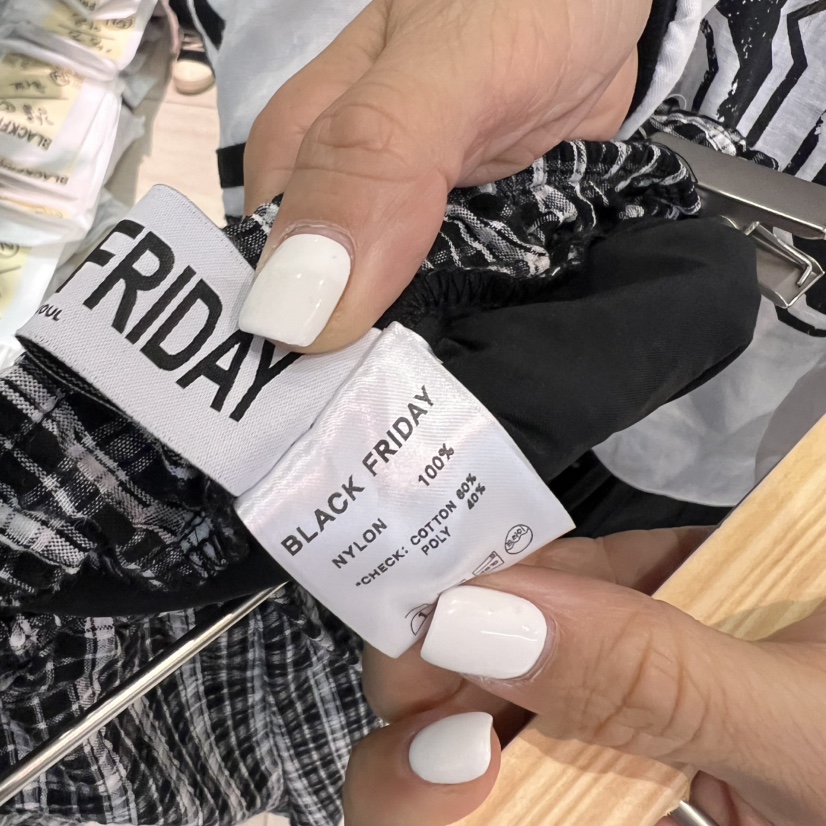 FRIDAY
BLACK FRIDAY
NYLON 100%
*CHECK: COTTON 60%
POLY 40%